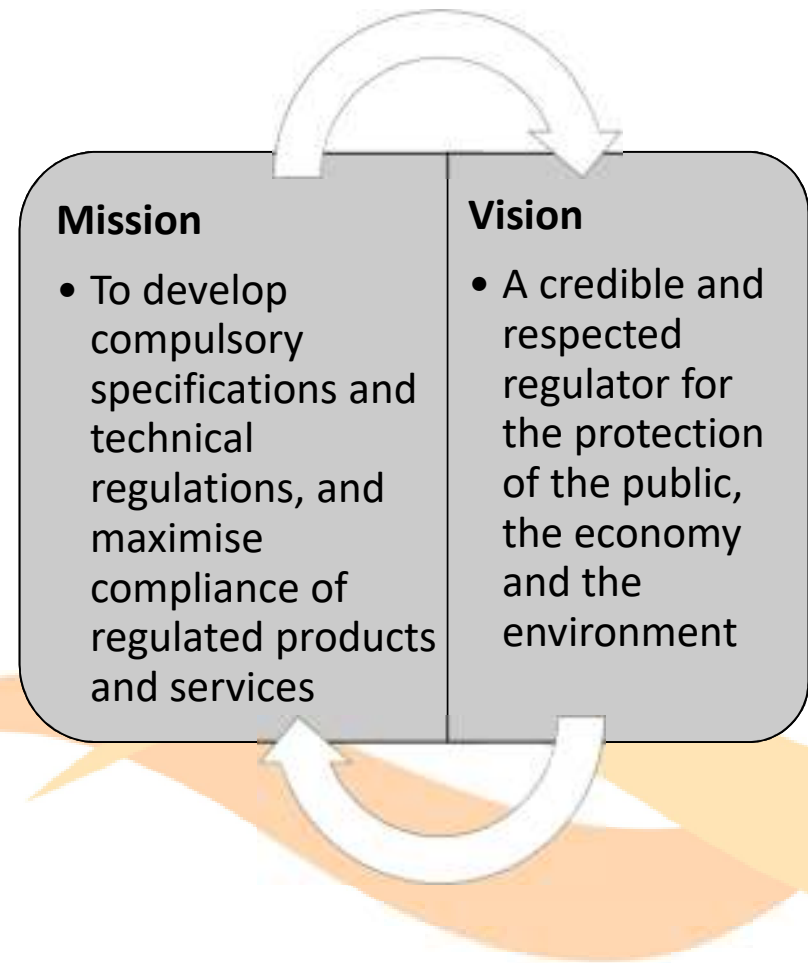 Mission
• To develop
compulsory
specifications and
technical
regulations, and
maximise
compliance of
regulated products
and services
Vision
• A credible and
respected
regulator for
the protection
of the public,
the economy
and the
environment